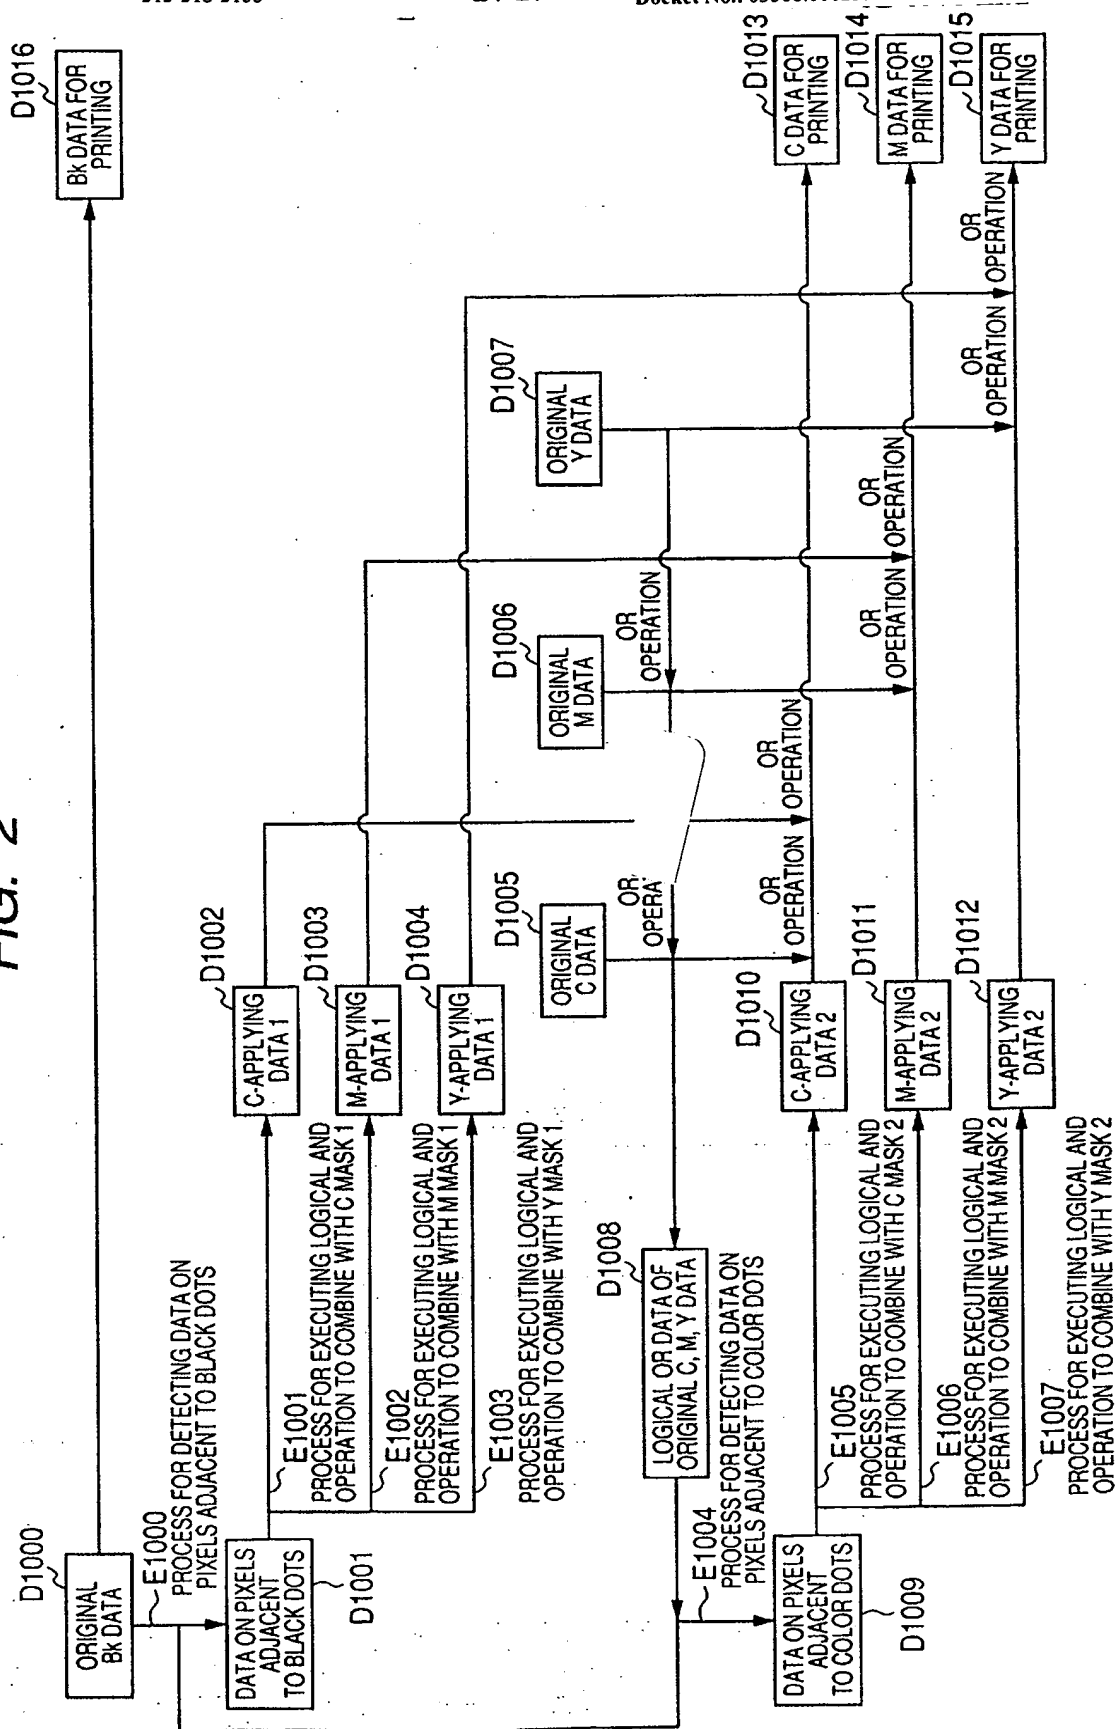 FIG. 2
D1000
ORIGINAL
Bk DATA
D1016
Bk DATA FOR
PRINTING
E1000
PROCESS FOR DETECTING DATA ON
PIXELS ADJACENT TO BLACK DOTS
DATA ON PIXELS
ADJACENT
TO BLACK DOTS
D1001
E1001
PROCESS FOR EXECUTING LOGICAL AND
OPERATION TO COMBINE WITH C MASK 1
E1002
PROCESS FOR EXECUTING LOGICAL AND
OPERATION TO COMBINE WITH M MASK 1
E1003
PROCESS FOR EXECUTING LOGICAL AND
OPERATION TO COMBINE WITH Y MASK 1
D1002
C-APPLYING
DATA 1
D1003
M-APPLYING
DATA 1
D1004
Y-APPLYING
DATA 1
D1005
ORIGINAL
C DATA
D1006
ORIGINAL
M DATA
D1007
ORIGINAL
Y DATA
OR
OPERA
OR
OPERATION
D1008
LOGICAL OR DATA OF
ORIGINAL C, M, Y DATA
E1004
PROCESS FOR DETECTING DATA ON
PIXELS ADJACENT TO COLOR DOTS
DATA ON PIXELS
ADJACENT
TO COLOR DOTS
D1009
E1005
PROCESS FOR EXECUTING LOGICAL AND
OPERATION TO COMBINE WITH C MASK 2
E1006
PROCESS FOR EXECUTING LOGICAL AND
OPERATION TO COMBINE WITH M MASK 2
E1007
PROCESS FOR EXECUTING LOGICAL AND
OPERATION TO COMBINE WITH Y MASK 2
D1010
C-APPLYING
DATA 2
D1011
M-APPLYING
DATA 2
D1012
Y-APPLYING
DATA 2
OR
OPERATION
OR
OPERATION
OR
OPERATION
OR
OPERATION
OR
OPERATION
OR
OPERATION
D1013
C DATA FOR
PRINTING
D1014
M DATA FOR
PRINTING
D1015
Y DATA FOR
PRINTING